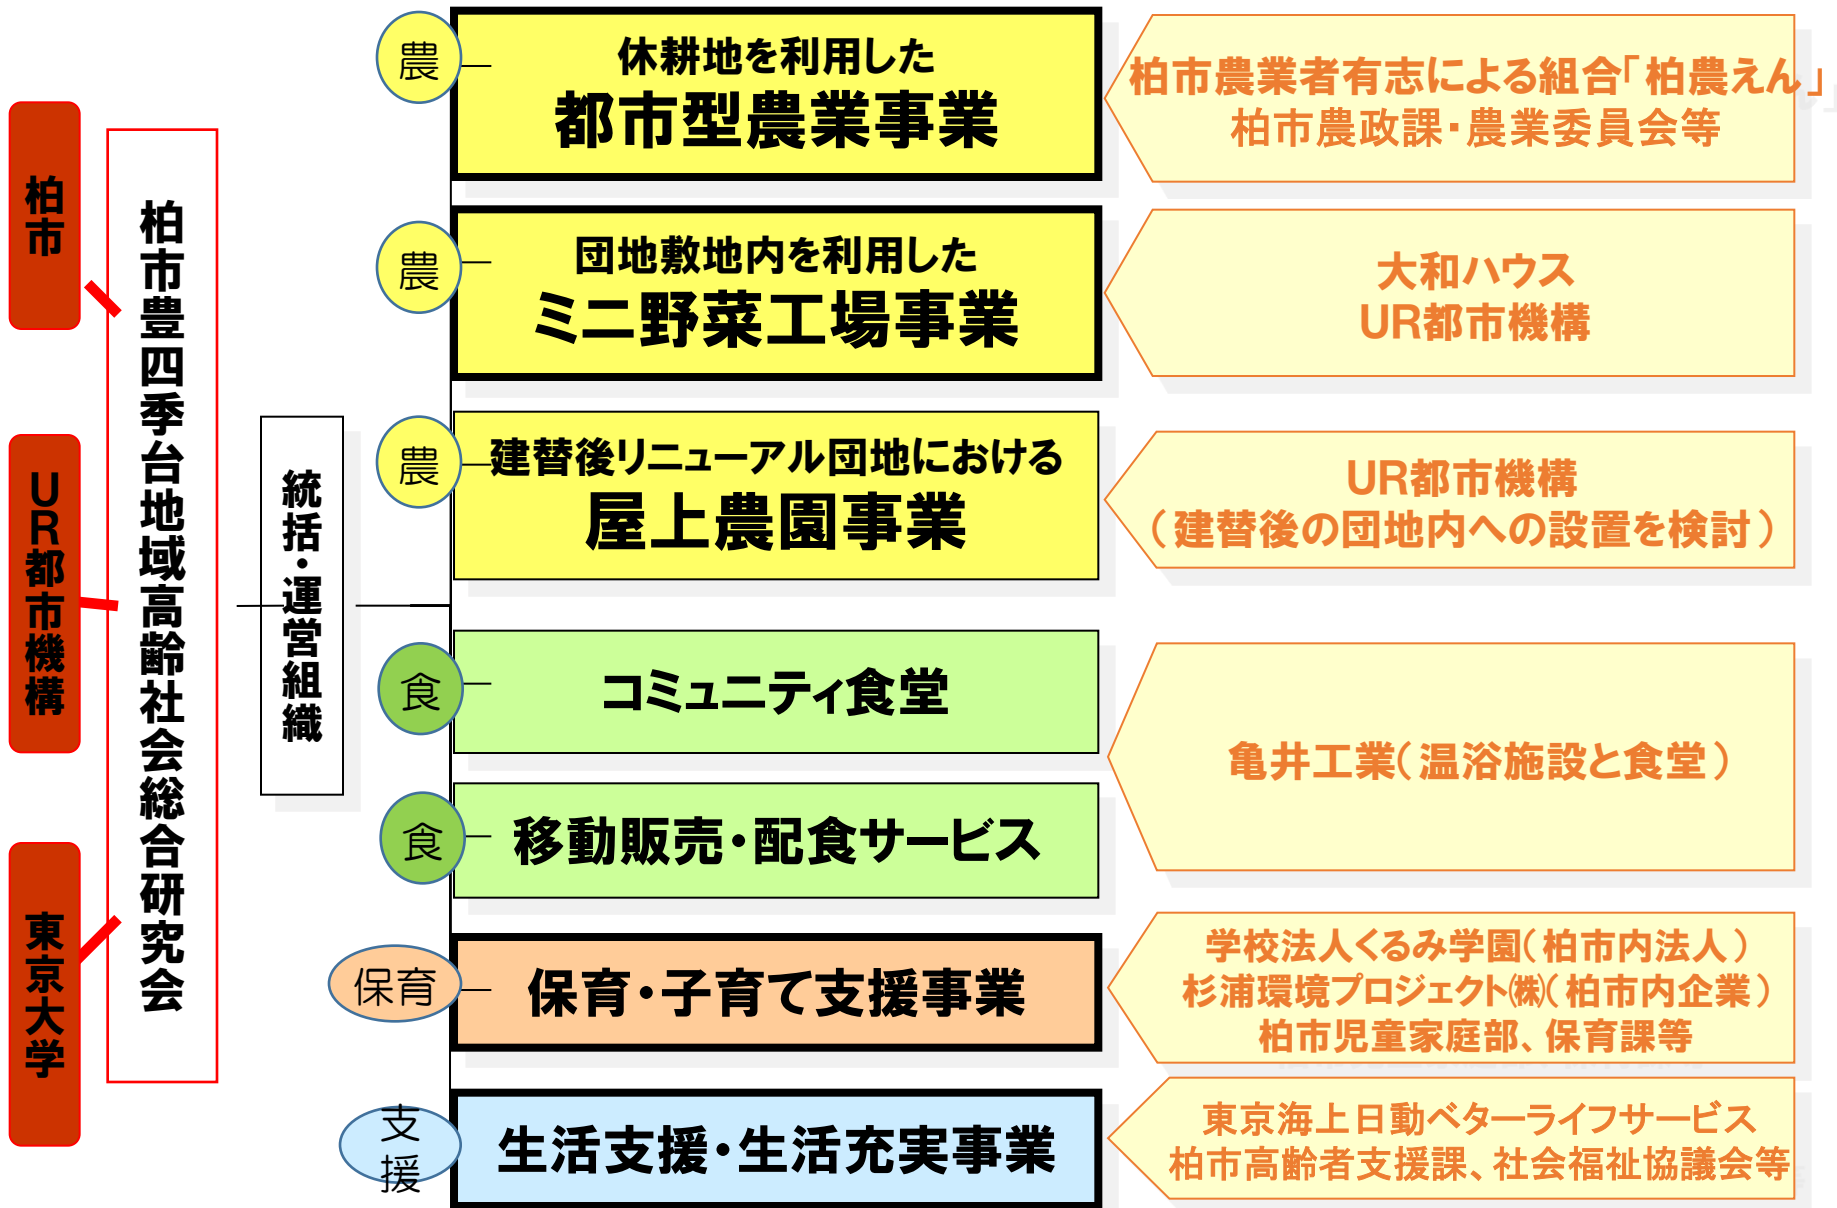 柏市
UR都市機構
東京大学
柏市豊四季台地域高齢社会総合研究会
統括・運営組織
農
休耕地を利用した
都市型農業事業
柏市農業者有志による組合「柏農えん」
柏市農政課・農業委員会等
農
団地敷地内を利用した
ミニ野菜工場事業
大和ハウス
UR都市機構
農
建替後リニューアル団地における
屋上農園事業
UR都市機構
（建替後の団地内への設置を検討）
食
コミュニティ食堂
食
移動販売・配食サービス
亀井工業（温浴施設と食堂）
保育
保育・子育て支援事業
学校法人くるみ学園（柏市内法人）
杉浦環境プロジェクト㈱（柏市内企業）
柏市児童家庭部、保育課等
支
援
生活支援・生活充実事業
東京海上日動ベターライフサービス
柏市高齢者支援課、社会福祉協議会等